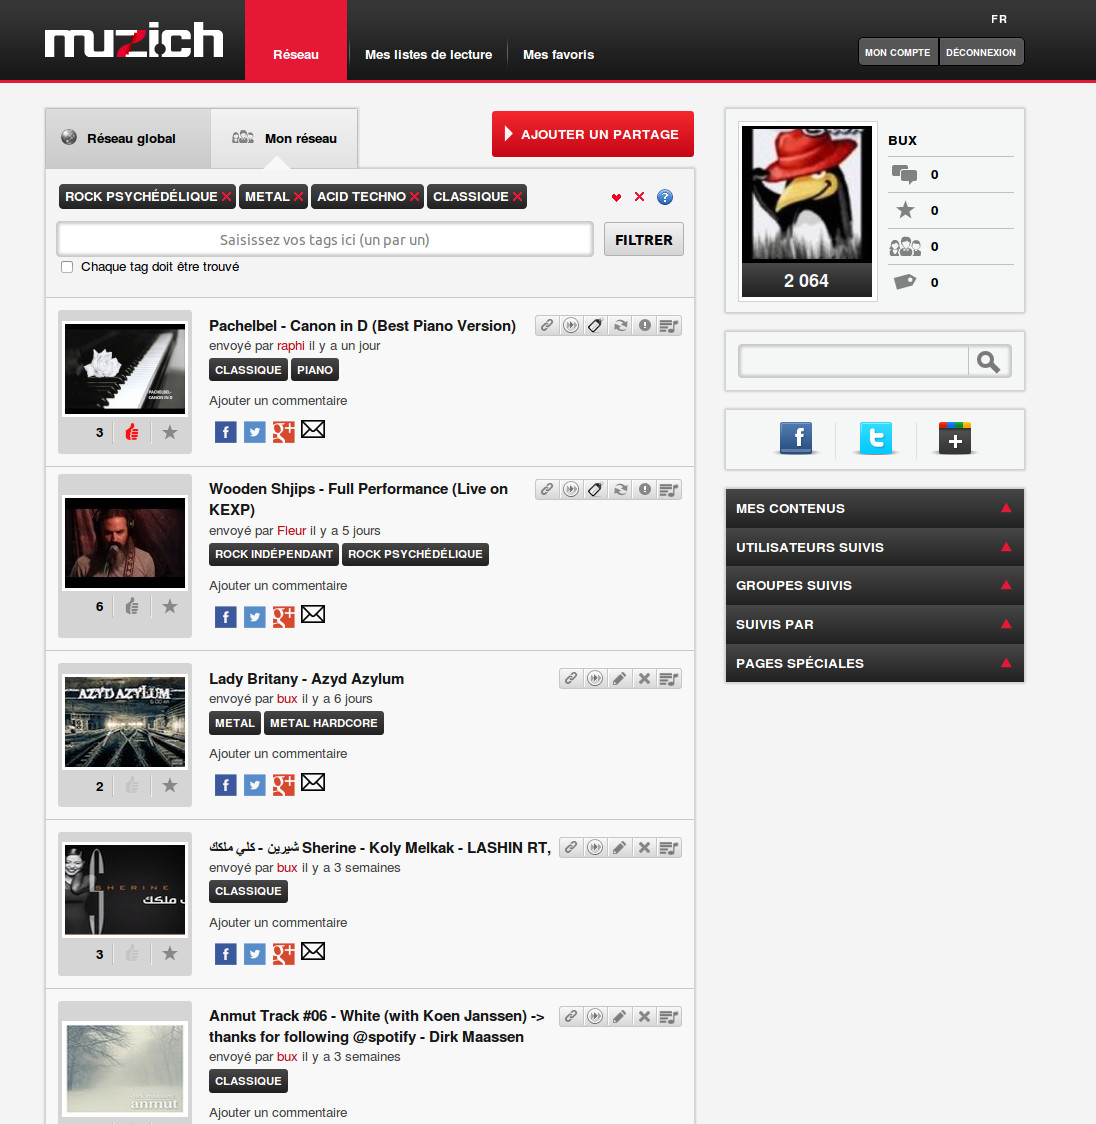 muzich
Réseau
Mes listes de lecture
Mes favoris
FR
MON COMPTE
DÉCONNEXION
Réseau global
Mon réseau
AJOUTER UN PARTAGE
ROCK PSYCHÉDÉLIQUE
METAL
ACID TECHNO
CLASSIQUE
Saisissez vos tags ici (un par un)
FILTRER
Chaque tag doit être trouvé
Pachelbel - Canon in D (Best Piano Version)
envoyé par raphi il y a un jour
CLASSIQUE PIANO
Ajouter un commentaire
PACHELBEL-
CANON IN D
3
Wooden Shjips - Full Performance (Live on
KEXP)
envoyé par Fleur il y a 5 jours
ROCK INDÉPENDANT ROCK PSYCHÉDÉLIQUE
Ajouter un commentaire
6
Lady Britany - Azyd Azylum
envoyé par bux il y a 6 jours
METAL METAL HARDCORE
Ajouter un commentaire
AZYD AZYLUM
2
شيرين - كلي ملكك Sherine - Koly Melkak - LASHIN RT,
envoyé par bux il y a 3 semaines
CLASSIQUE
Ajouter un commentaire
SHERINE
ملكك
3
Anmut Track #06 - White (with Koen Janssen) ->
thanks for following @spotify - Dirk Maassen
envoyé par bux il y a 3 semaines
CLASSIQUE
Ajouter un commentaire
dirk maassen
anmut
BUX
0
0
0
0
2 064
MES CONTENUS
UTILISATEURS SUIVIS
GROUPES SUIVIS
SUIVIS PAR
PAGES SPÉCIALES